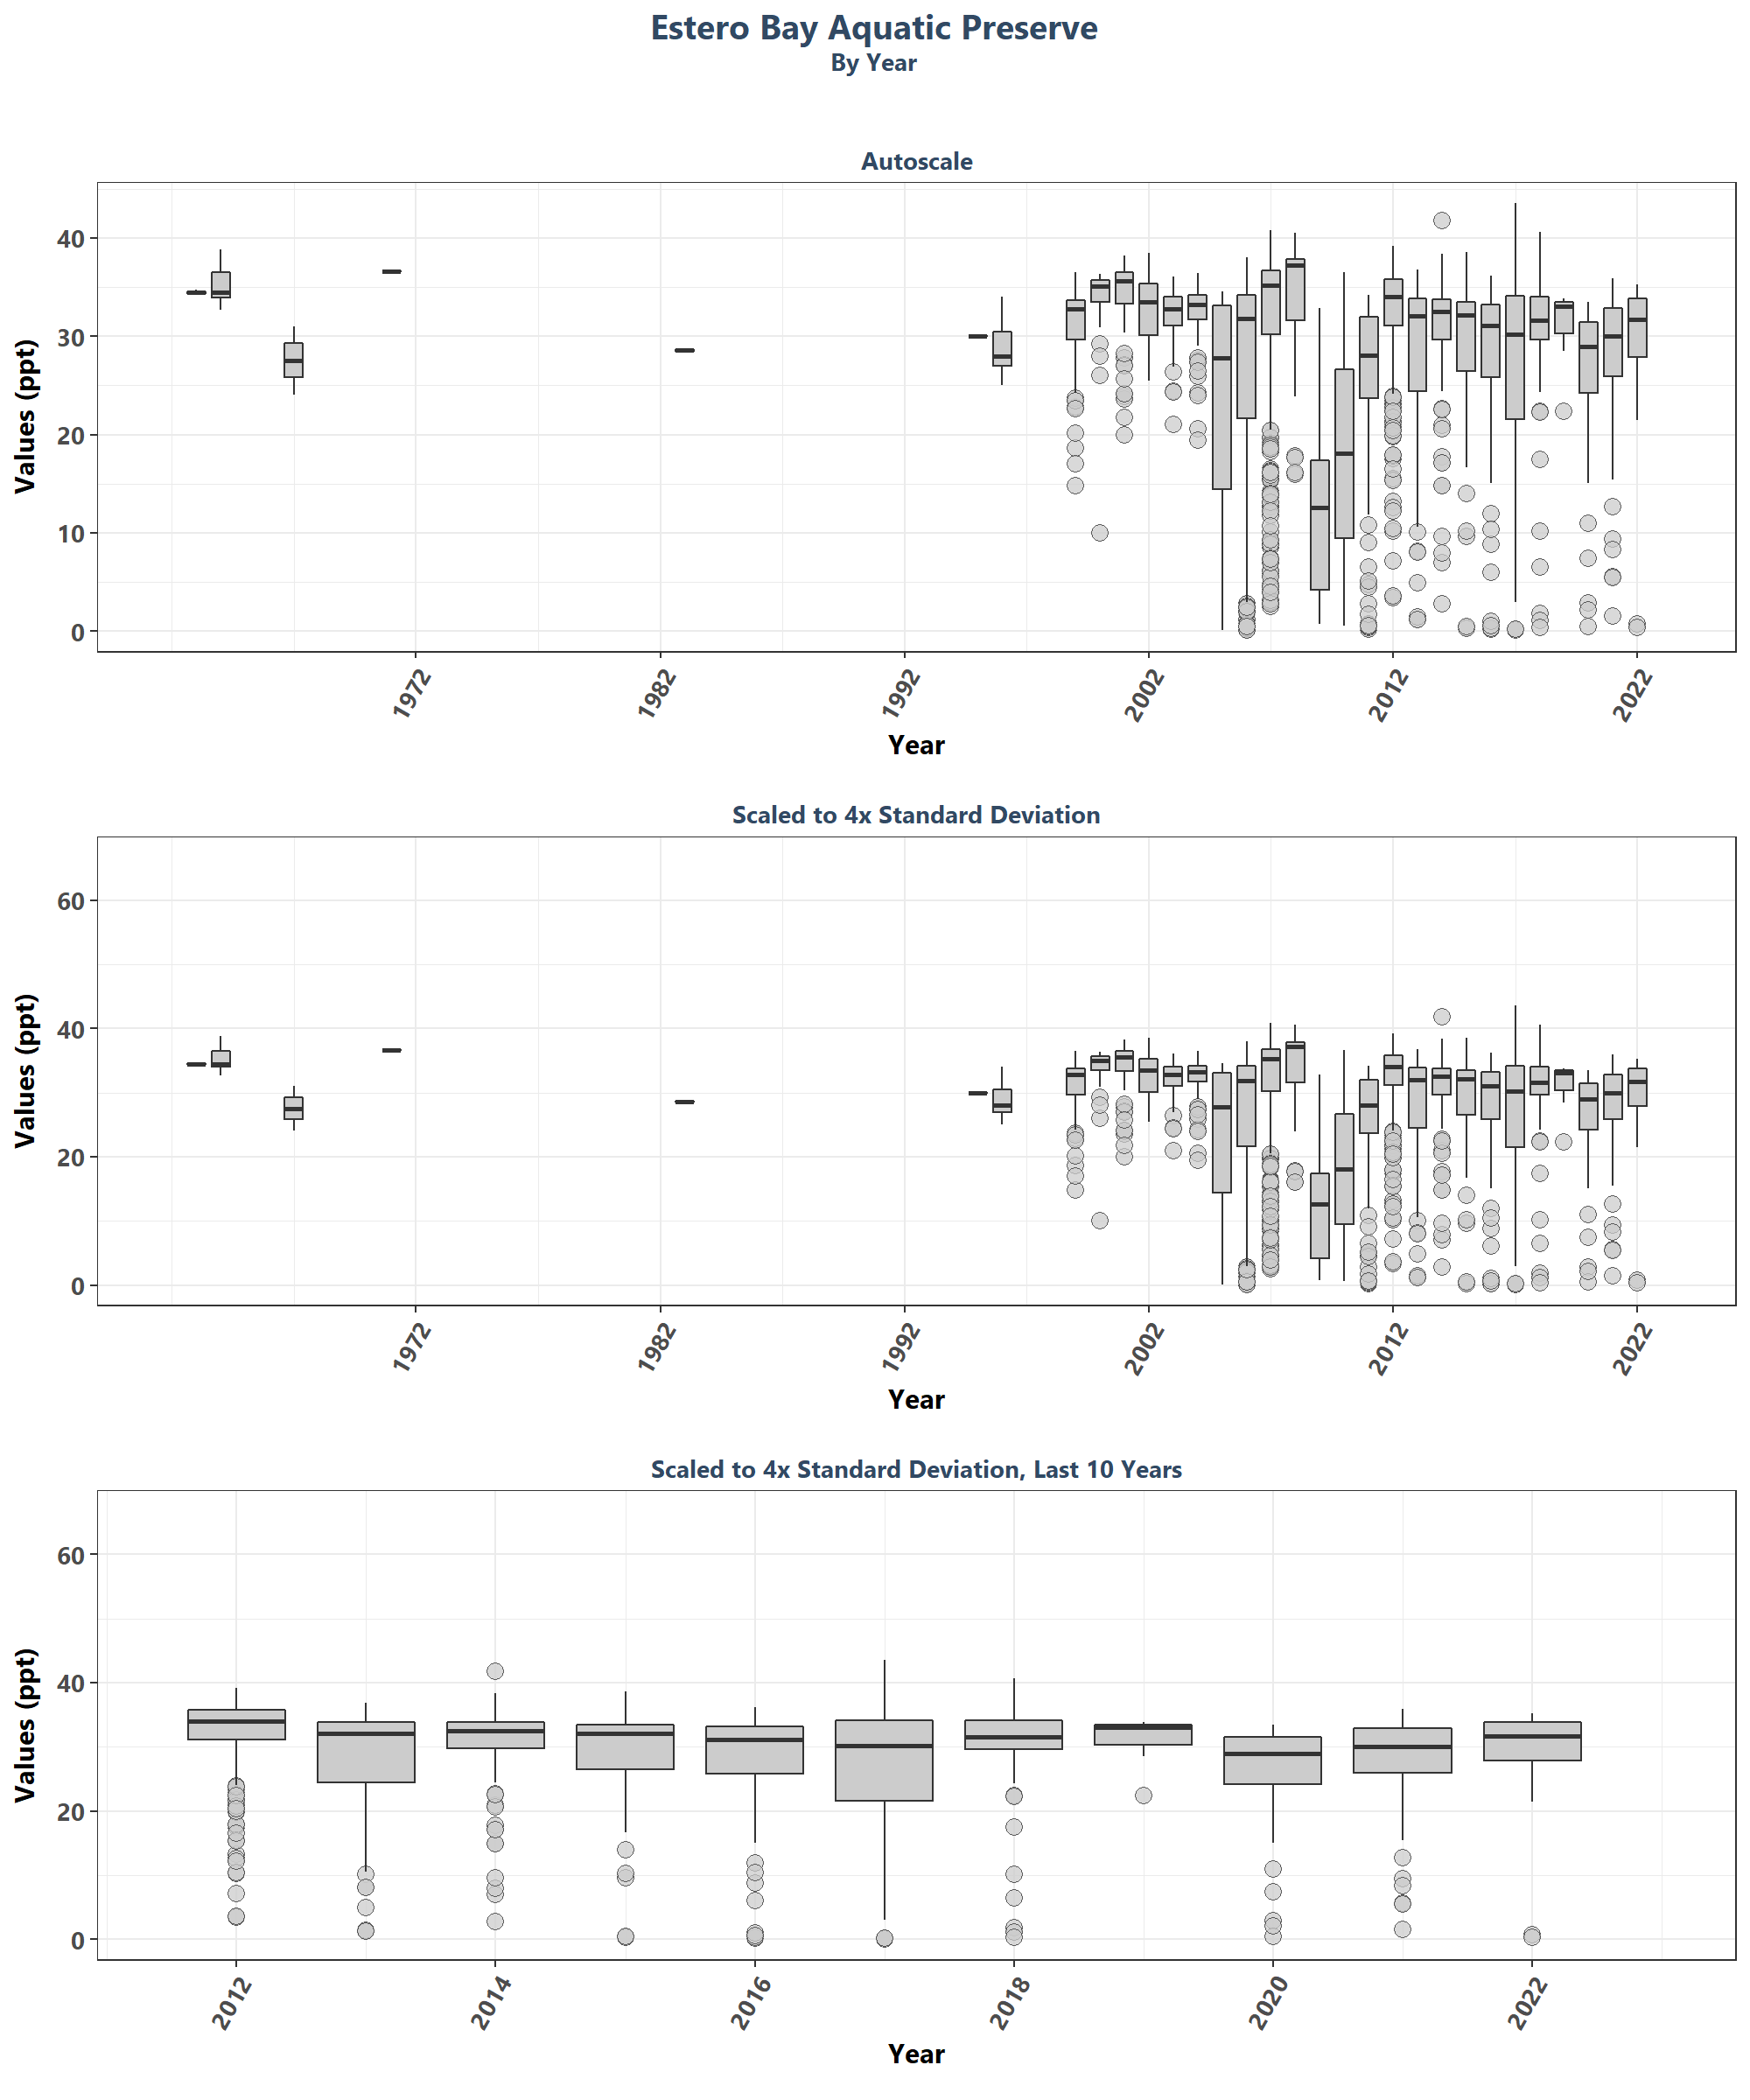 Estero Bay Aquatic Preserve
By Year
Autoscale
Values (ppt)
40
30
20
10
0
1972 1982 1992 2002 2012 2022
Year
Scaled to 4x Standard Deviation
Values (ppt)
60
40
20
0
1972 1982 1992 2002 2012 2022
Year
Scaled to 4x Standard Deviation, Last 10 Years
Values (ppt)
60
40
20
0
2012 2014 2016 2018 2020 2022
Year